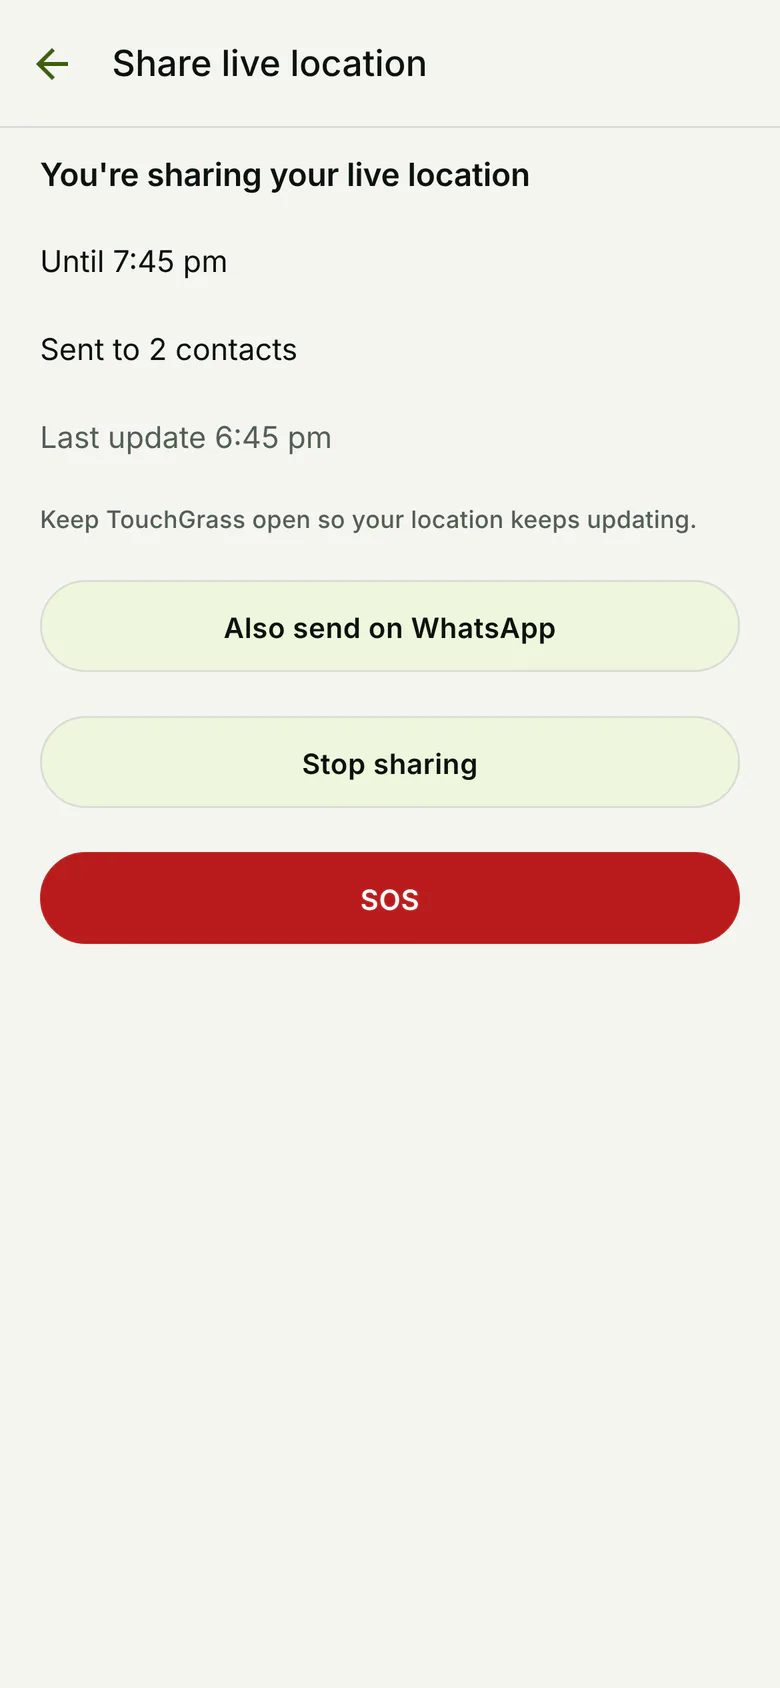 Share live location
You're sharing your live location
Until 7:45 pm
Sent to 2 contacts
Last update 6:45 pm
Keep TouchGrass open so your location keeps updating.
Also send on WhatsApp
Stop sharing
SOS